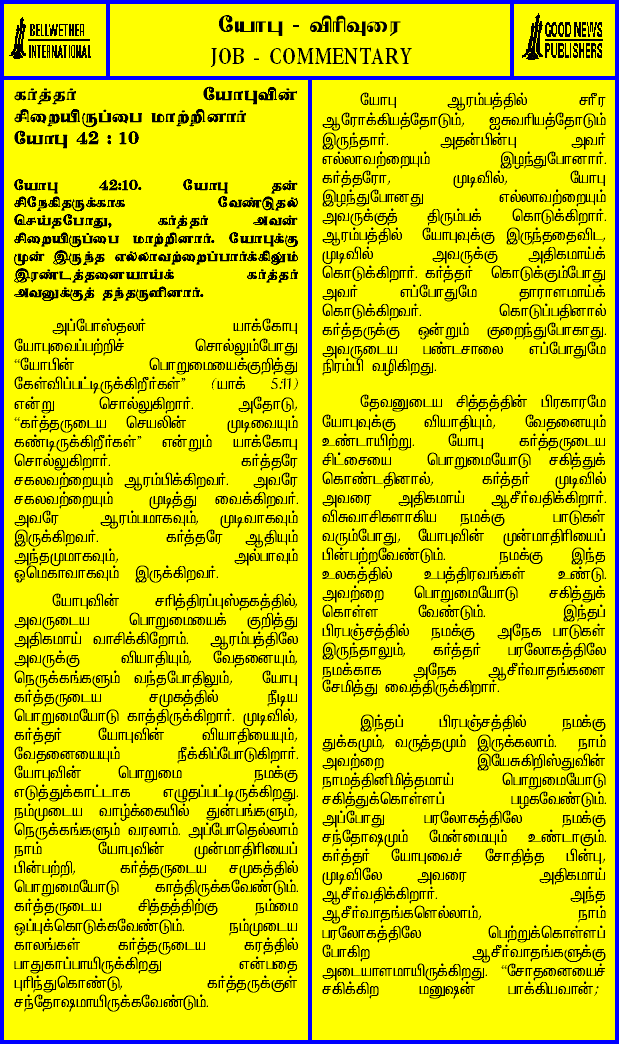 BELLWETHER
INTERNATIONAL
யோபு - விரிவுரை
JOB - COMMENTARY
GOOD NEWS
PUBLISHERS
கர்த்தர் யோபுவின்
சிறையிருப்பை மாற்றினார்
யோபு 42 : 10
யோபு 42:10. யோபு தன்
சிநேகிதருக்காக வேண்டுதல்
செய்தபோது, கர்த்தர் அவன்
சிறையிருப்பை மாற்றினார். யோபுக்கு
முன் இருந்த எல்லாவற்றைப்பார்க்கிலும்
இரண்டத்தனையாய்க் கர்த்தர்
அவனுக்குத் தந்தருளினார்.
அப்போஸ்தலர் யாக்கோபு
யோபுவைப்பற்றிச் சொல்லும்போது
“யோபின் பொறுமையைக்குறித்து
கேள்விப்பட்டிருக்கிறீர்கள்” (யாக் 5:11)
என்று சொல்லுகிறார். அதோடு,
“கர்த்தருடைய செயலின் முடிவையும்
கண்டிருக்கிறீர்கள்” என்றும் யாக்கோபு
சொல்லுகிறார். கர்த்தரே
சகலவற்றையும் ஆரம்பிக்கிறவர். அவரே
சகலவற்றையும் முடித்து வைக்கிறவர்.
அவரே ஆரம்பமாகவும், முடிவாகவும்
இருக்கிறவர். கர்த்தரே ஆதியும்
அந்தமுமாகவும், அல்பாவும்
ஓமெகாவாகவும் இருக்கிறவர்.
யோபுவின் சரித்திரப்புஸ்தகத்தில்,
அவருடைய பொறுமையைக் குறித்து
அதிகமாய் வாசிக்கிறோம். ஆரம்பத்திலே
அவருக்கு வியாதியும், வேதனையும்,
நெருக்கங்களும் வந்தபோதிலும், யோபு
கர்த்தருடைய சமுகத்தில் நீடிய
பொறுமையோடு காத்திருக்கிறார். முடிவில்,
கர்த்தர் யோபுவின் வியாதியையும்,
வேதனையையும் நீக்கிப்போடுகிறார்.
யோபுவின் பொறுமை நமக்கு
எடுத்துக்காட்டாக எழுதப்பட்டிருக்கிறது.
நம்முடைய வாழ்க்கையில் துன்பங்களும்,
நெருக்கங்களும் வரலாம். அப்போதெல்லாம்
நாம் யோபுவின் முன்மாதிரியைப்
பின்பற்றி, கர்த்தருடைய சமுகத்தில்
பொறுமையோடு காத்திருக்கவேண்டும்.
கர்த்தருடைய சித்தத்திற்கு நம்மை
ஒப்புக்கொடுக்கவேண்டும். நம்முடைய
காலங்கள் கர்த்தருடைய கரத்தில்
பாதுகாப்பாயிருக்கிறது என்பதை
புரிந்துகொண்டு, கர்த்தருக்குள்
சந்தோஷமாயிருக்கவேண்டும்.
யோபு ஆரம்பத்தில் சரீர
ஆரோக்கியத்தோடும், ஐசுவரியத்தோடும்
இருந்தார். அதன்பின்பு அவர்
எல்லாவற்றையும் இழந்துபோனார்.
கர்த்தரோ, முடிவில், யோபு
இழந்துபோனது எல்லாவற்றையும்
அவருக்குத் திரும்பக் கொடுக்கிறார்.
ஆரம்பத்தில் யோபுவுக்கு இருந்ததைவிட,
முடிவில் அவருக்கு அதிகமாய்க்
கொடுக்கிறார். கர்த்தர் கொடுக்கும்போது
அவர் எப்போதுமே தாராளமாய்க்
கொடுக்கிறவர். கொடுப்பதினால்
கர்த்தருக்கு ஒன்றும் குறைந்துபோகாது.
அவருடைய பண்டசாலை எப்போதுமே
நிரம்பி வழிகிறது.
தேவனுடைய சித்தத்தின் பிரகாரமே
யோபுவுக்கு வியாதியும், வேதனையும்
உண்டாயிற்று. யோபு கர்த்தருடைய
சிட்சையை பொறுமையோடு சகித்துக்
கொண்டதினால், கர்த்தர் முடிவில்
அவரை அதிகமாய் ஆசீர்வதிக்கிறார்.
விசுவாசிகளாகிய நமக்கு பாடுகள்
வரும்போது, யோபுவின் முன்மாதிரியைப்
பின்பற்றவேண்டும். நமக்கு இந்த
உலகத்தில் உபத்திரவங்கள் உண்டு.
அவற்றை பொறுமையோடு சகித்துக்
கொள்ள வேண்டும். இந்தப்
பிரபஞ்சத்தில் நமக்கு அநேக பாடுகள்
இருந்தாலும், கர்த்தர் பரலோகத்திலே
நமக்காக அநேக ஆசீர்வாதங்களை
சேமித்து வைத்திருக்கிறார்.
இந்தப் பிரபஞ்சத்தில் நமக்கு
துக்கமும், வருத்தமும் இருக்கலாம். நாம்
அவற்றை இயேசுகிறிஸ்துவின்
நாமத்தினிமித்தமாய் பொறுமையோடு
சகித்துக்கொள்ளப் பழகவேண்டும்.
அப்போது பரலோகத்திலே நமக்கு
சந்தோஷமும் மேன்மையும் உண்டாகும்.
கர்த்தர் யோபுவைச் சோதித்த பின்பு,
முடிவிலே அவரை அதிகமாய்
ஆசீர்வதிக்கிறார். அந்த
ஆசீர்வாதங்களெல்லாம், நாம்
பரலோகத்திலே பெற்றுக்கொள்ளப்
போகிற ஆசீர்வாதங்களுக்கு
அடையாளமாயிருக்கிறது. “சோதனையைச்
சகிக்கிற மனுஷன் பாக்கியவான்;